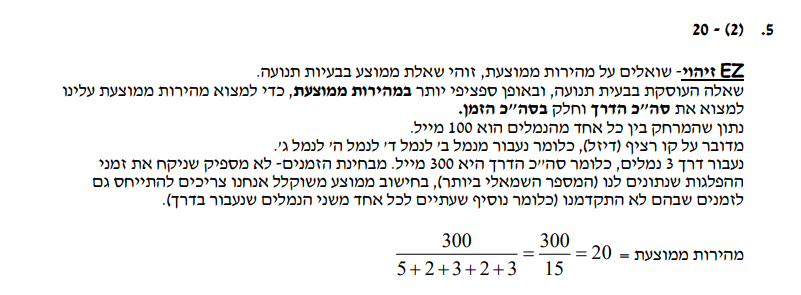 5. (2) - 20
EZ זיהוי- שואלים על מהירות ממוצעת, זוהי שאלת ממוצע בבעיות תנועה.
שאלה העוסקת בבעית תנועה, ובאופן ספציפי יותר במהירות ממוצעת, כדי למצוא מהירות ממוצעת עלינו
למצוא את סה״כ הדרך וחלק בסה״כ הזמן.
נתון שהמרחק בין כל אחד מהנמלים הוא 100 מייל.
מדובר על קו רציף (דיזל), כלומר נעבור מנמל ב׳ לנמל ד׳ לנמל ה׳ לנמל ג׳.
נעבור דרך 3 נמלים, כלומר סה״כ הדרך היא 300 מייל. מבחינת הזמנים- לא מספיק שניקח את זמני
ההפלגות שנתונים לנו (המספר השמאלי ביותר), בחישוב ממוצע משוקלל אנחנו צריכים להתייחס גם
לזמנים שבהם לא התקדמנו (כלומר נוסיף שעתיים לכל אחד משני הנמלים שנעבור בדרך).
מהירות ממוצעת = 300 / (5+2+3+2+3) = 300 / 15 = 20